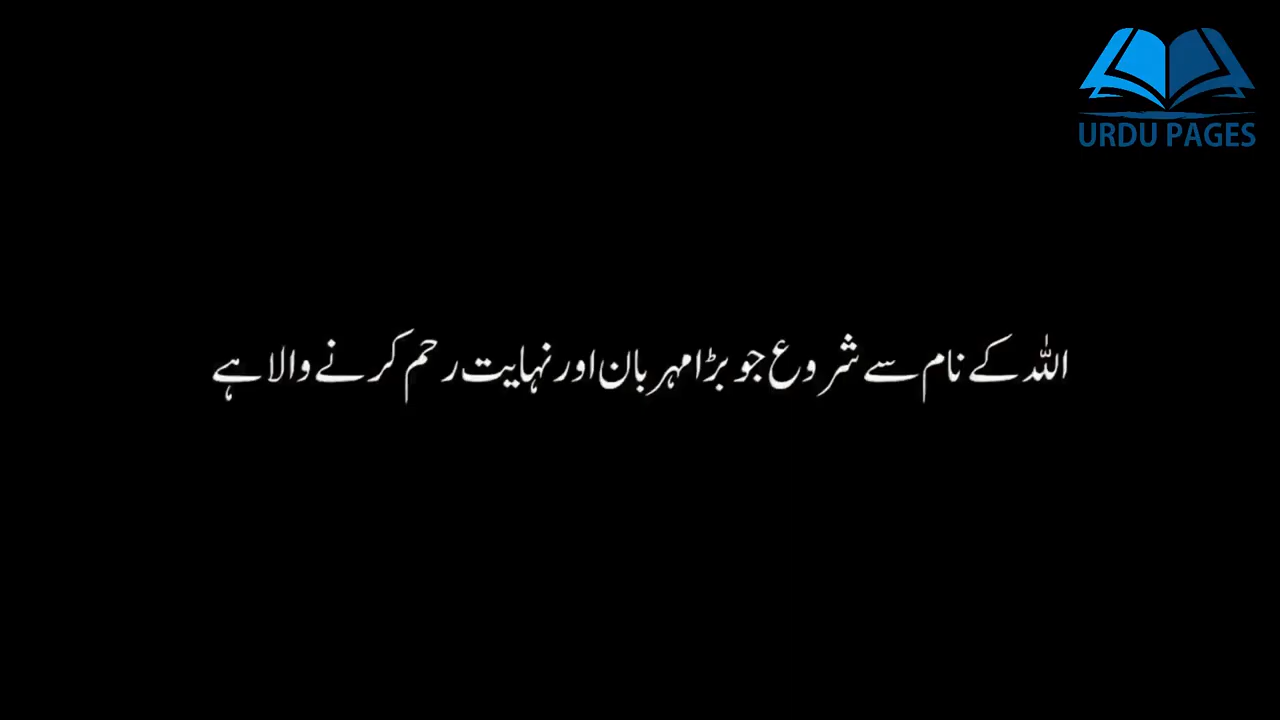 URDU PAGES
اللہ کے نام سے شروع جو بڑا مہربان اور نہایت رحم کرنے والا ہے